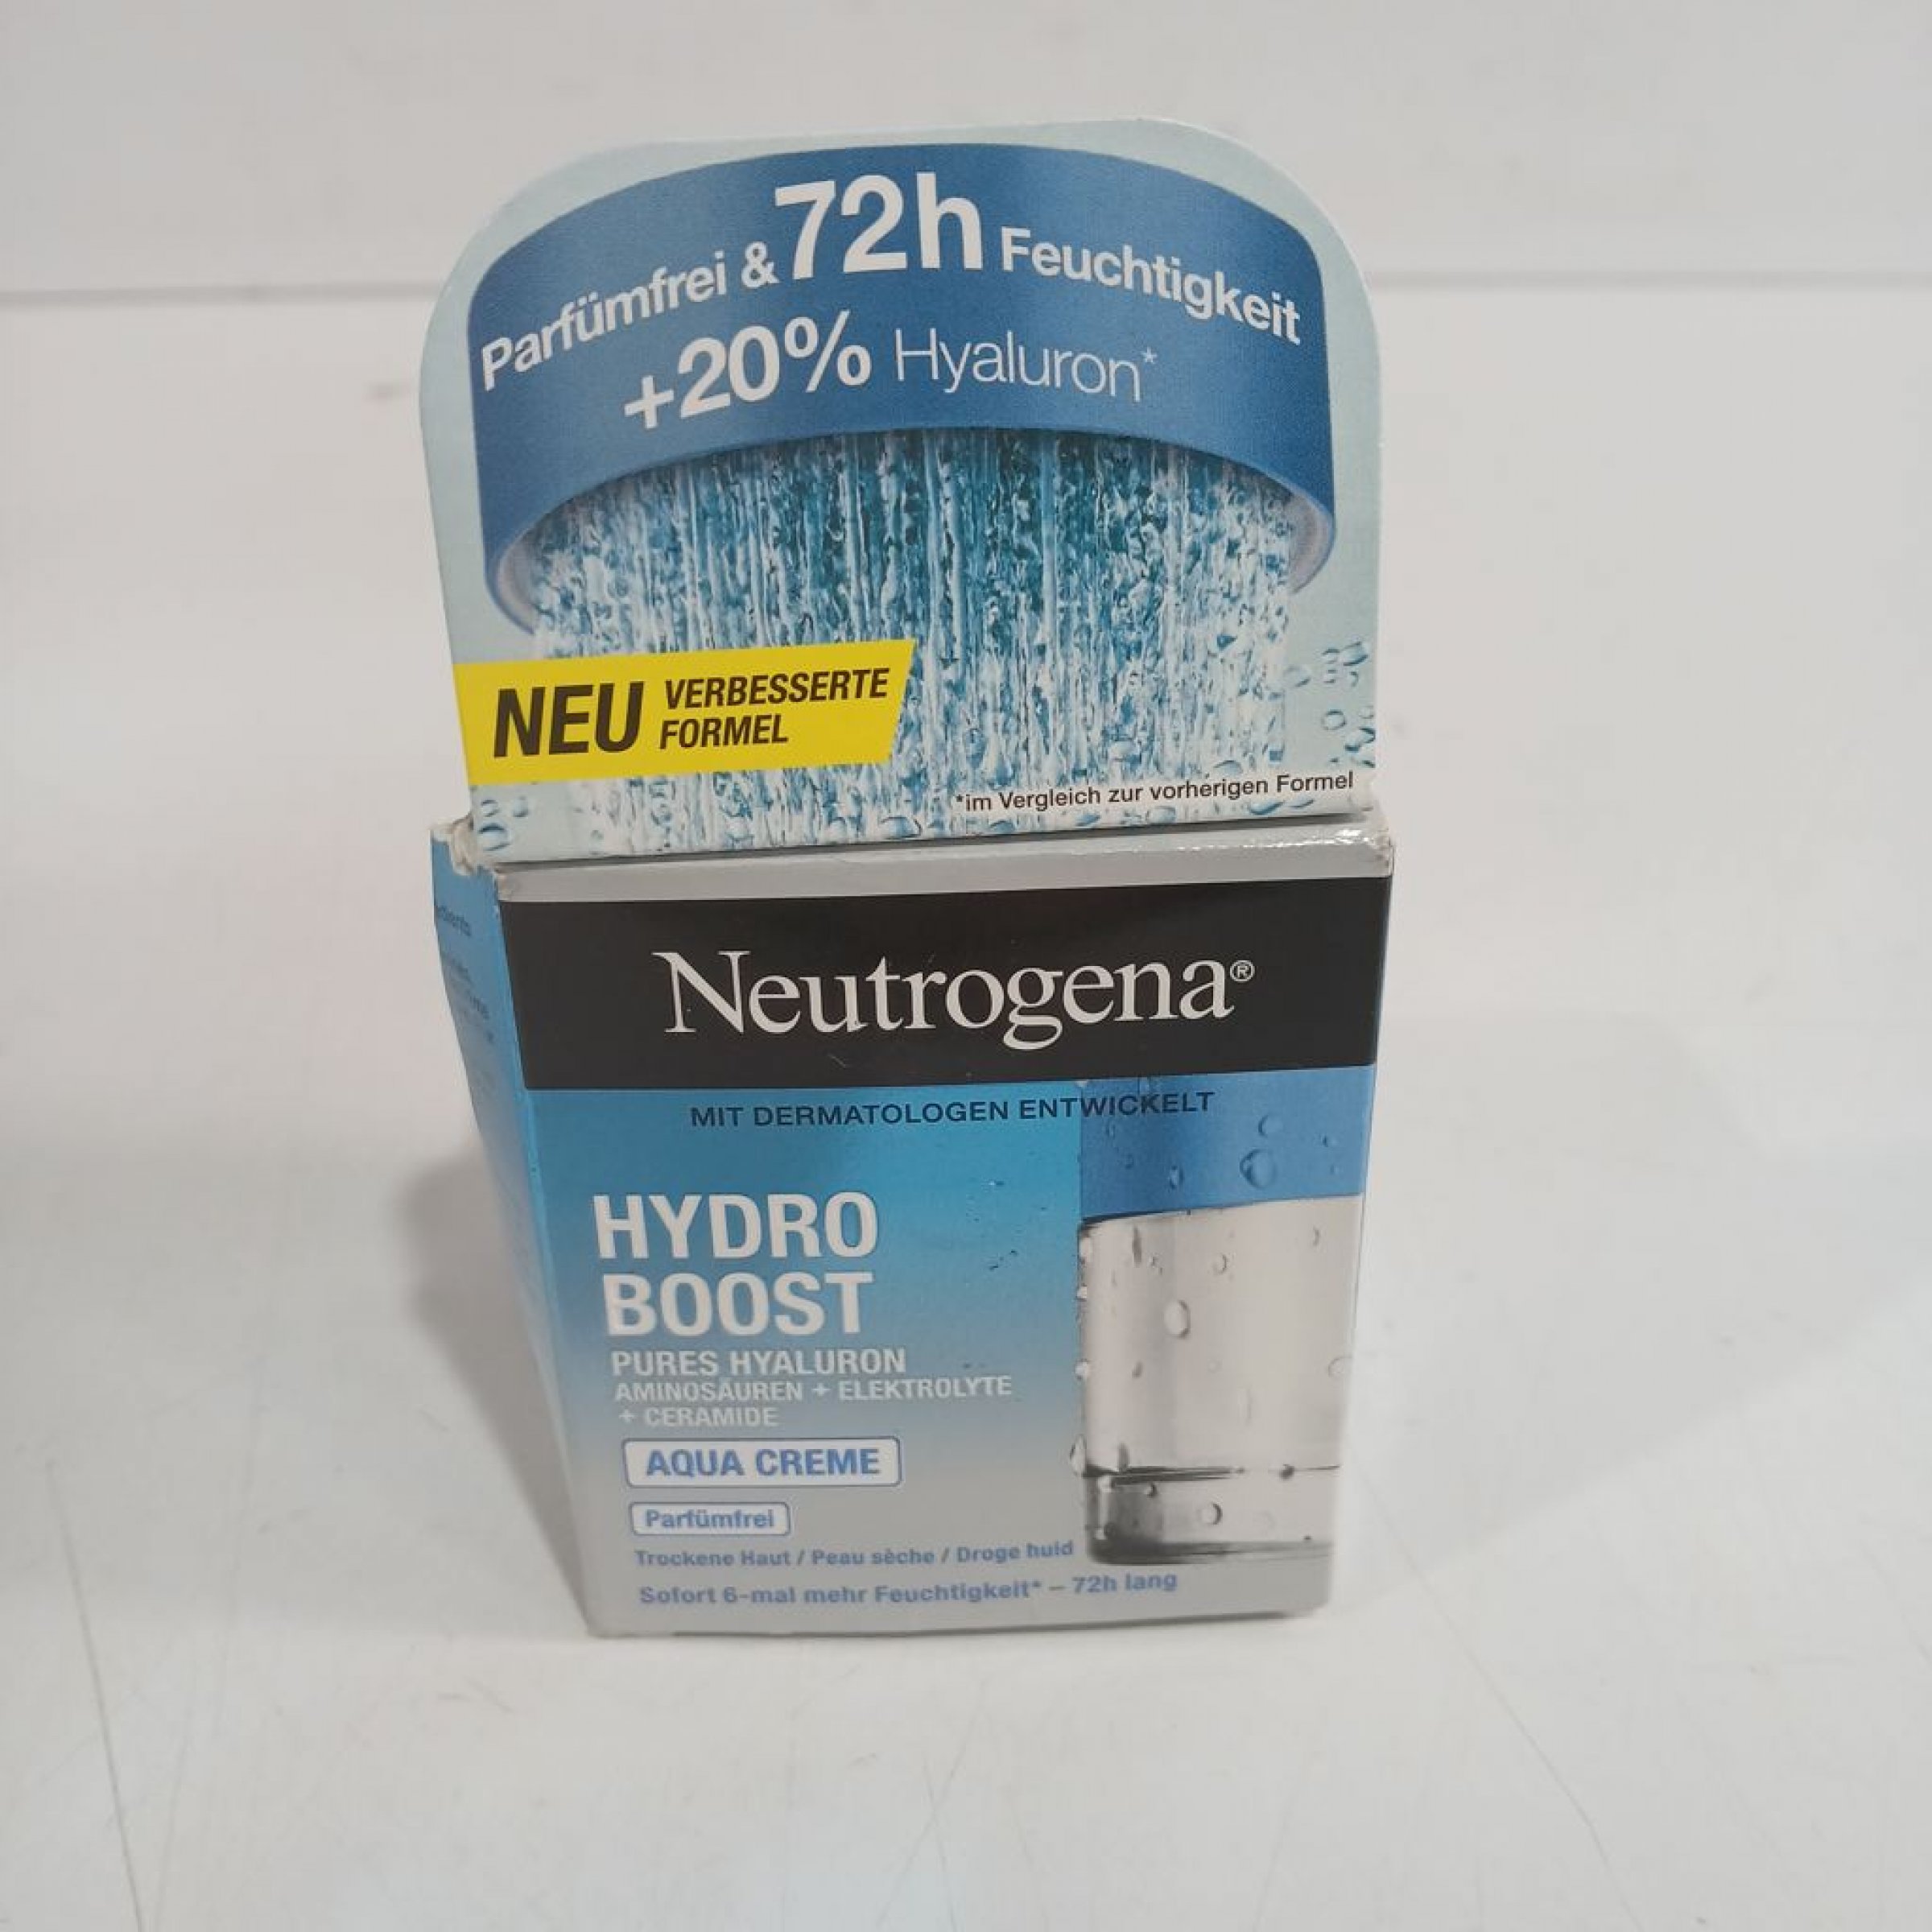 Parfümfrei & 72h Feuchtigkeit
+20% Hyaluron*
NEU VERBESSERTE
FORMEL
*im Vergleich zur vorherigen Formel
Neutrogena®
MIT DERMATOLOGEN ENTWICKELT
HYDRO
BOOST
PURES HYALURON
AMINOSÄUREN + ELEKTROLYTE
+ CERAMIDE
AQUA CREME
Parfümfrei
Trockene Haut / Peau sèche / Droge huid
Sofort 6-mal mehr Feuchtigkeit* – 72h lang